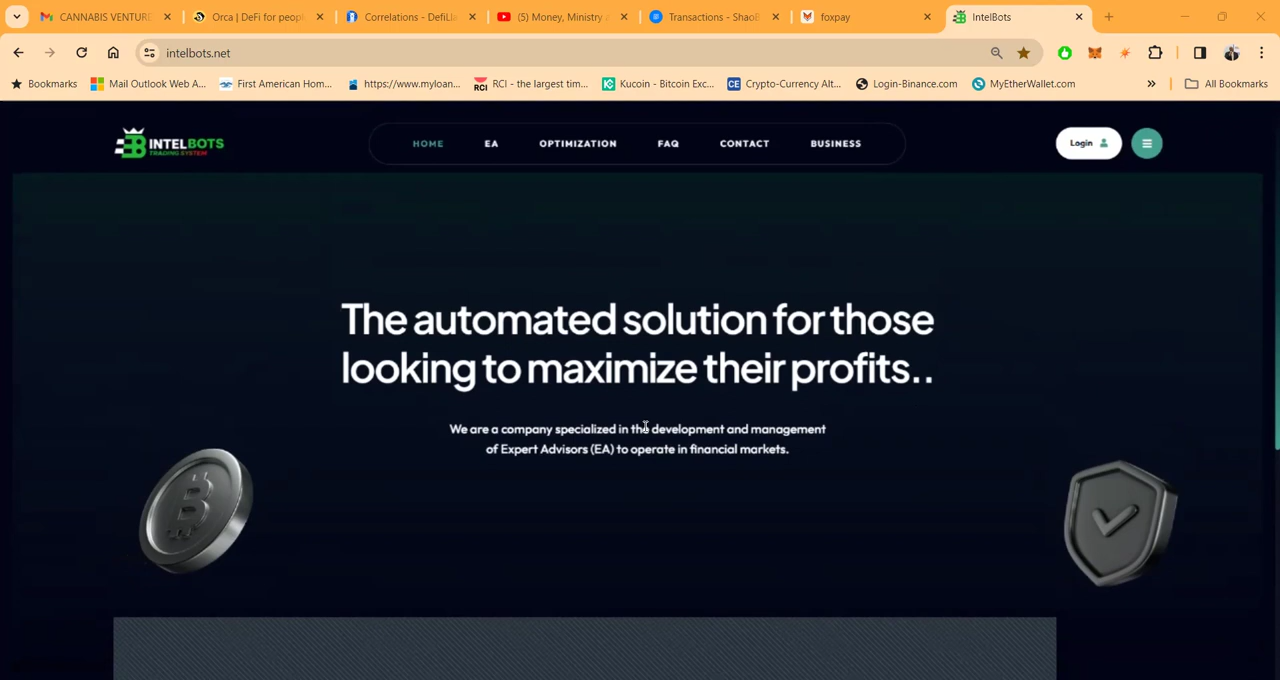 CANNABIS VENTURE
Orca | DeFi for peopl
Correlations - DefiLla
(5) Money, Ministry a
Transactions - ShaoB
foxpay
IntelBots
intelbots.net
Bookmarks
Mail Outlook Web A...
First American Hom...
https://www.myloan...
RCI - the largest tim...
Kucoin - Bitcoin Exc...
Crypto-Currency Alt...
Login-Binance.com
MyEtherWallet.com
All Bookmarks
INTELBOTS
TRADING SYSTEM
HOME
EA
OPTIMIZATION
FAQ
CONTACT
BUSINESS
Login
The automated solution for those
looking to maximize their profits..
We are a company specialized in the development and management
of Expert Advisors (EA) to operate in financial markets.